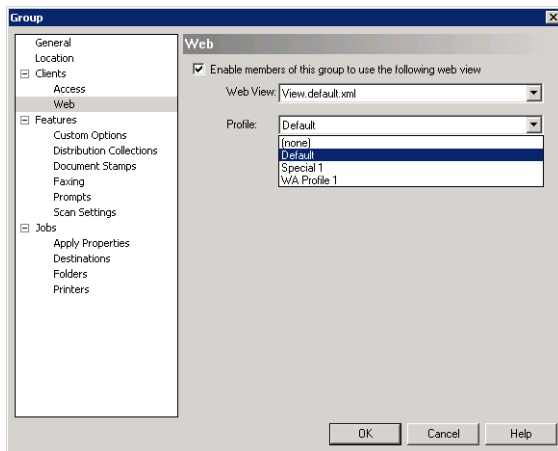 Group
General
Location
Clients
Access
Web
Features
Custom Options
Distribution Collections
Document Stamps
Faxing
Prompts
Scan Settings
Jobs
Apply Properties
Destinations
Folders
Printers
Web
Enable members of this group to use the following web view
Web View: View.default.xml
Profile: Default
(none)
Default
Special 1
WA Profile 1
OK Cancel Help